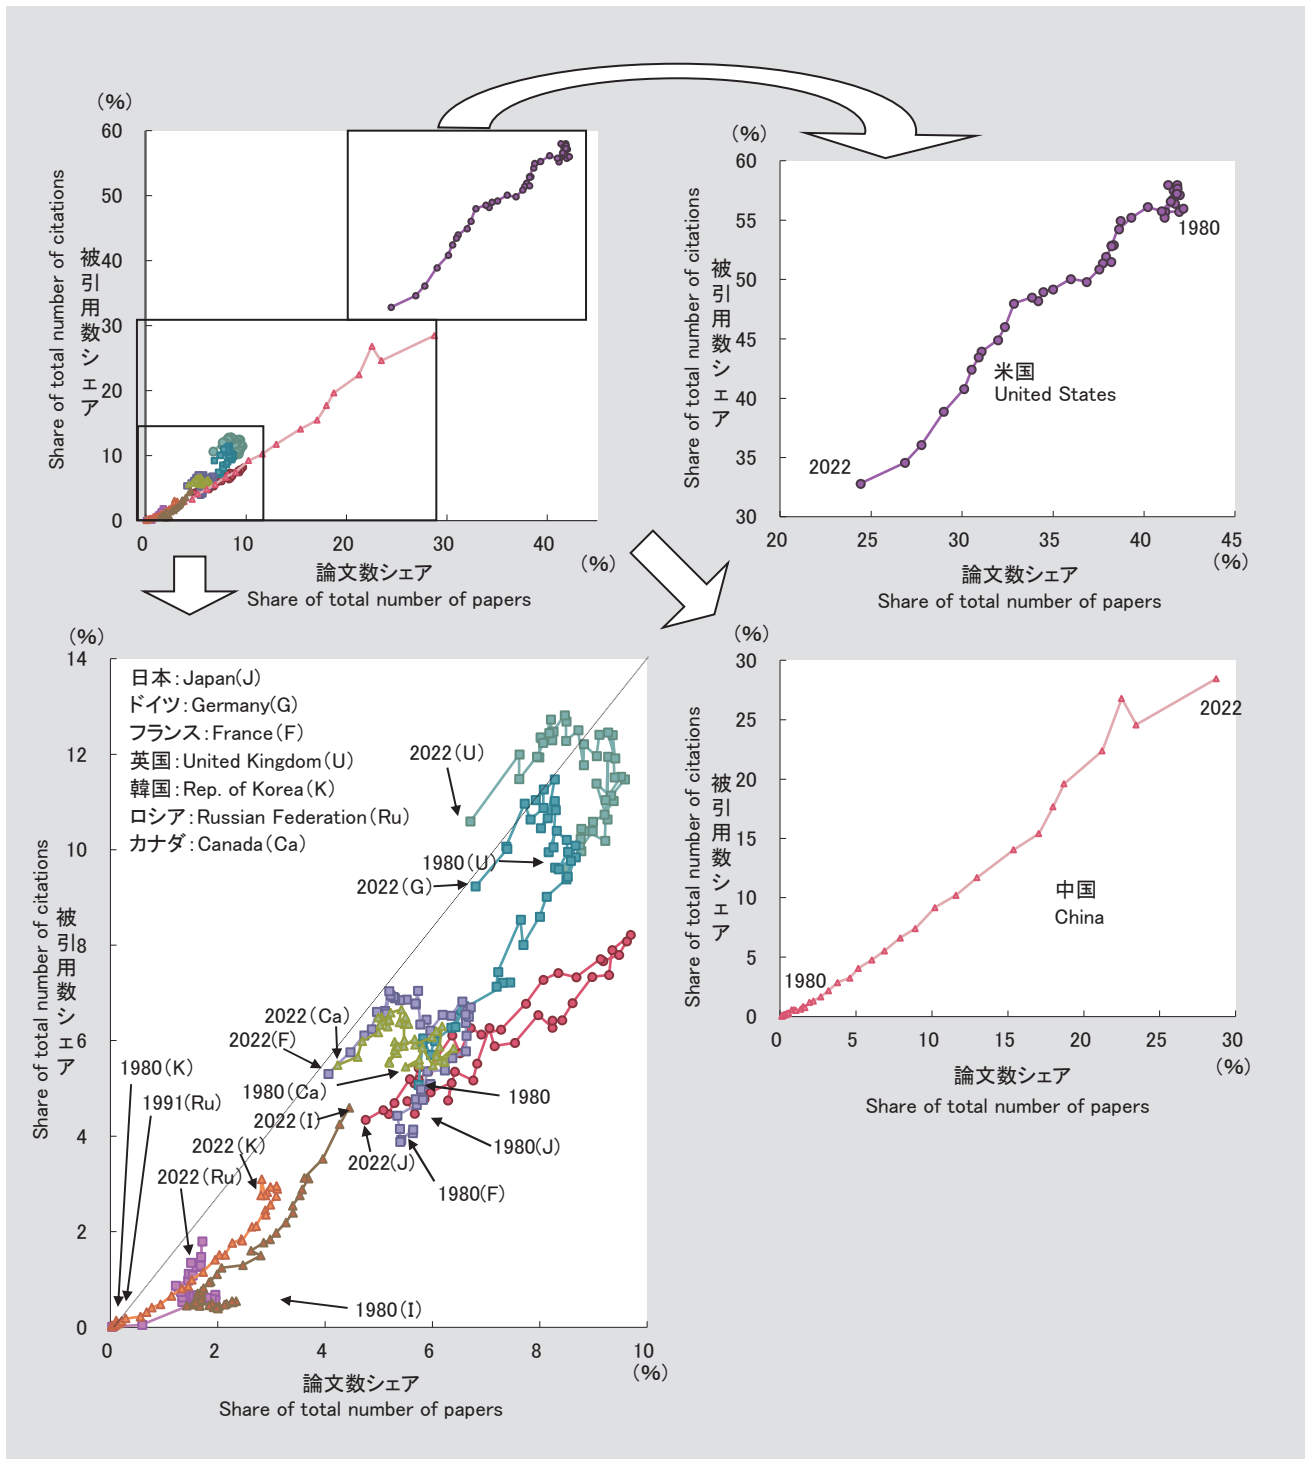 (%)
60
50
40
30
20
10
0
0
10
20
30
40
(%)
被引用数シェア
Share of total number of citations
論文数シェア
Share of total number of papers
(%)
60
55
50
45
40
35
30
20
25
30
35
40
45
(%)
被引用数シェア
Share of total number of citations
1980
米国
United States
2022
論文数シェア
Share of total number of papers
(%)
14
12
10
8
6
4
2
0
0
2
4
6
8
10
(%)
被引用数シェア
Share of total number of citations
日本:Japan(J)
ドイツ:Germany(G)
フランス:France(F)
英国:United Kingdom(U)
韓国:Rep. of Korea(K)
ロシア:Russian Federation(Ru)
カナダ:Canada(Ca)
2022(U)
1980(U)
2022(G)
2022(Ca)
2022(F)
1980(K)
1991(Ru)
1980(Ca)
1980
2022(I)
2022(K)
1980(J)
2022(J)
2022(Ru)
1980(F)
1980(I)
論文数シェア
Share of total number of papers
(%)
30
25
20
15
10
5
0
0
5
10
15
20
25
30
(%)
被引用数シェア
Share of total number of citations
2022
中国
China
1980
論文数シェア
Share of total number of papers